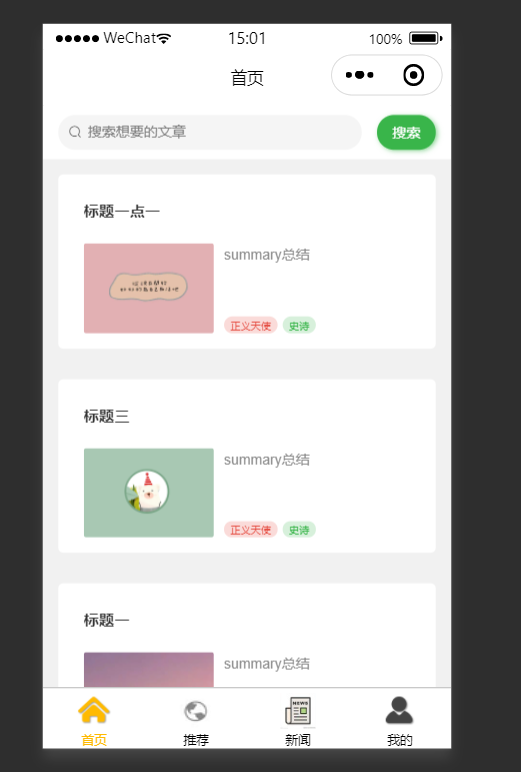 WeChat 15:01 100%
首页
搜索想要的文章 搜索
标题一点一
summary总结
正义天使 史诗
标题三
summary总结
正义天使 史诗
标题一
summary总结
NEWS
首页 推荐 新闻 我的